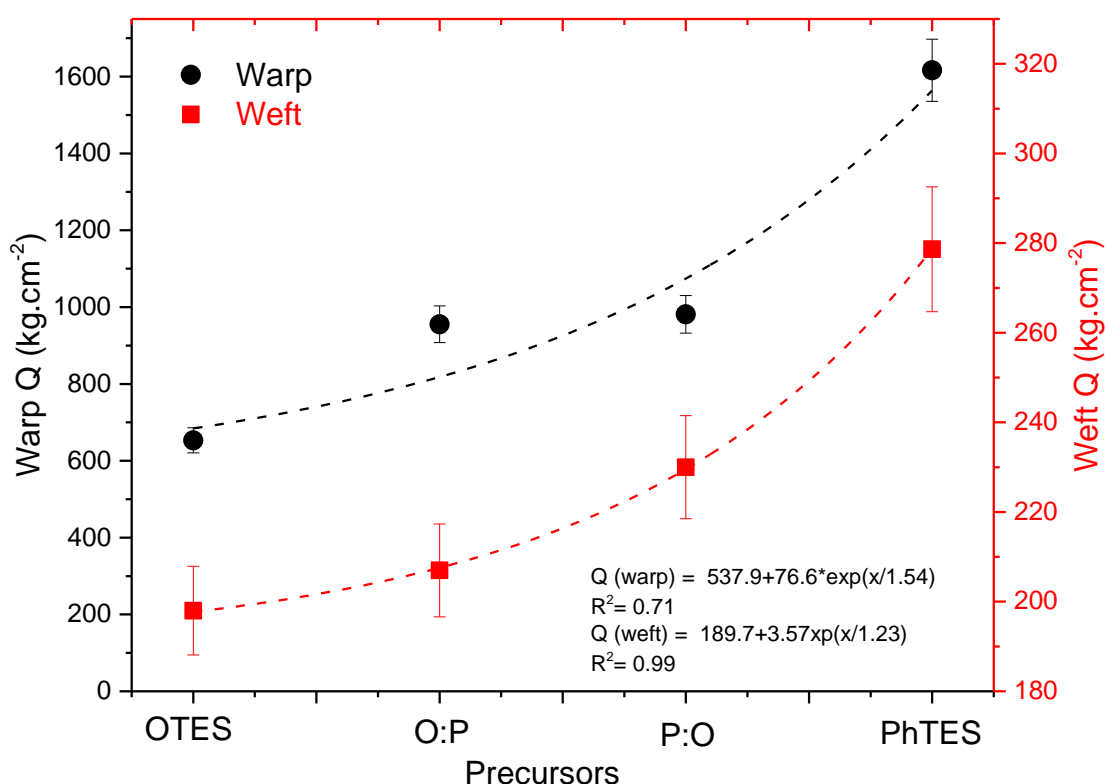 Warp
Weft
Warp Q (kg.cm-2)
1600
1400
1200
1000
800
600
400
200
0
320
300
280
260
240
220
200
180
Weft Q (kg.cm-2)
Q (warp) = 537.9+76.6*exp(x/1.54)
R2= 0.71
Q (weft) = 189.7+3.57xp(x/1.23)
R2= 0.99
OTES O:P P:O PhTES
Precursors